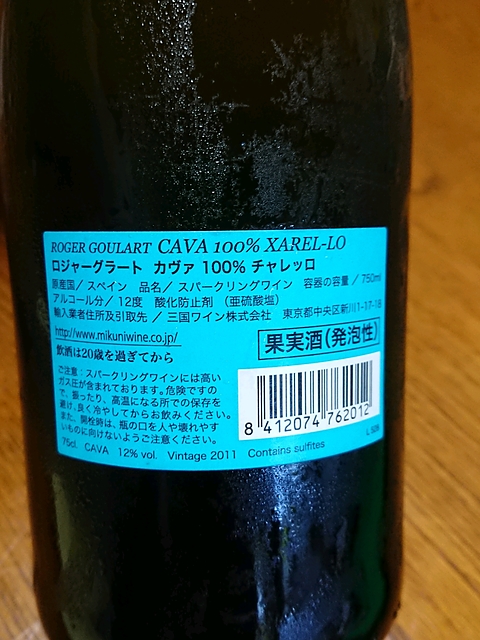 ROGER GOULART CAVA 100% XAREL-LO
ロジャーグラート カヴァ 100% チャレッロ
原産国／スペイン 品名／スパークリングワイン 容器の容量／750ml
アルコール分／12度 酸化防止剤（亜硫酸塩）
輸入業者住所及引取先／三国ワイン株式会社 東京都中央区新川1-17-18
http://www.mikuniwine.co.jp/
飲酒は20歳を過ぎてから
果実酒(発泡性)
ご注意：スパークリングワインには高い
ガス圧が含まれております。危険ですの
で、振ったり、高温になる所での保存を
避け、良く冷やしてからお飲みください。
また、開栓時は、瓶の口を人や壊れやす
いものに向けないようご注意ください。
8 412074 762012
75cl. CAVA 12% vol. Vintage 2011 Contains sulfites